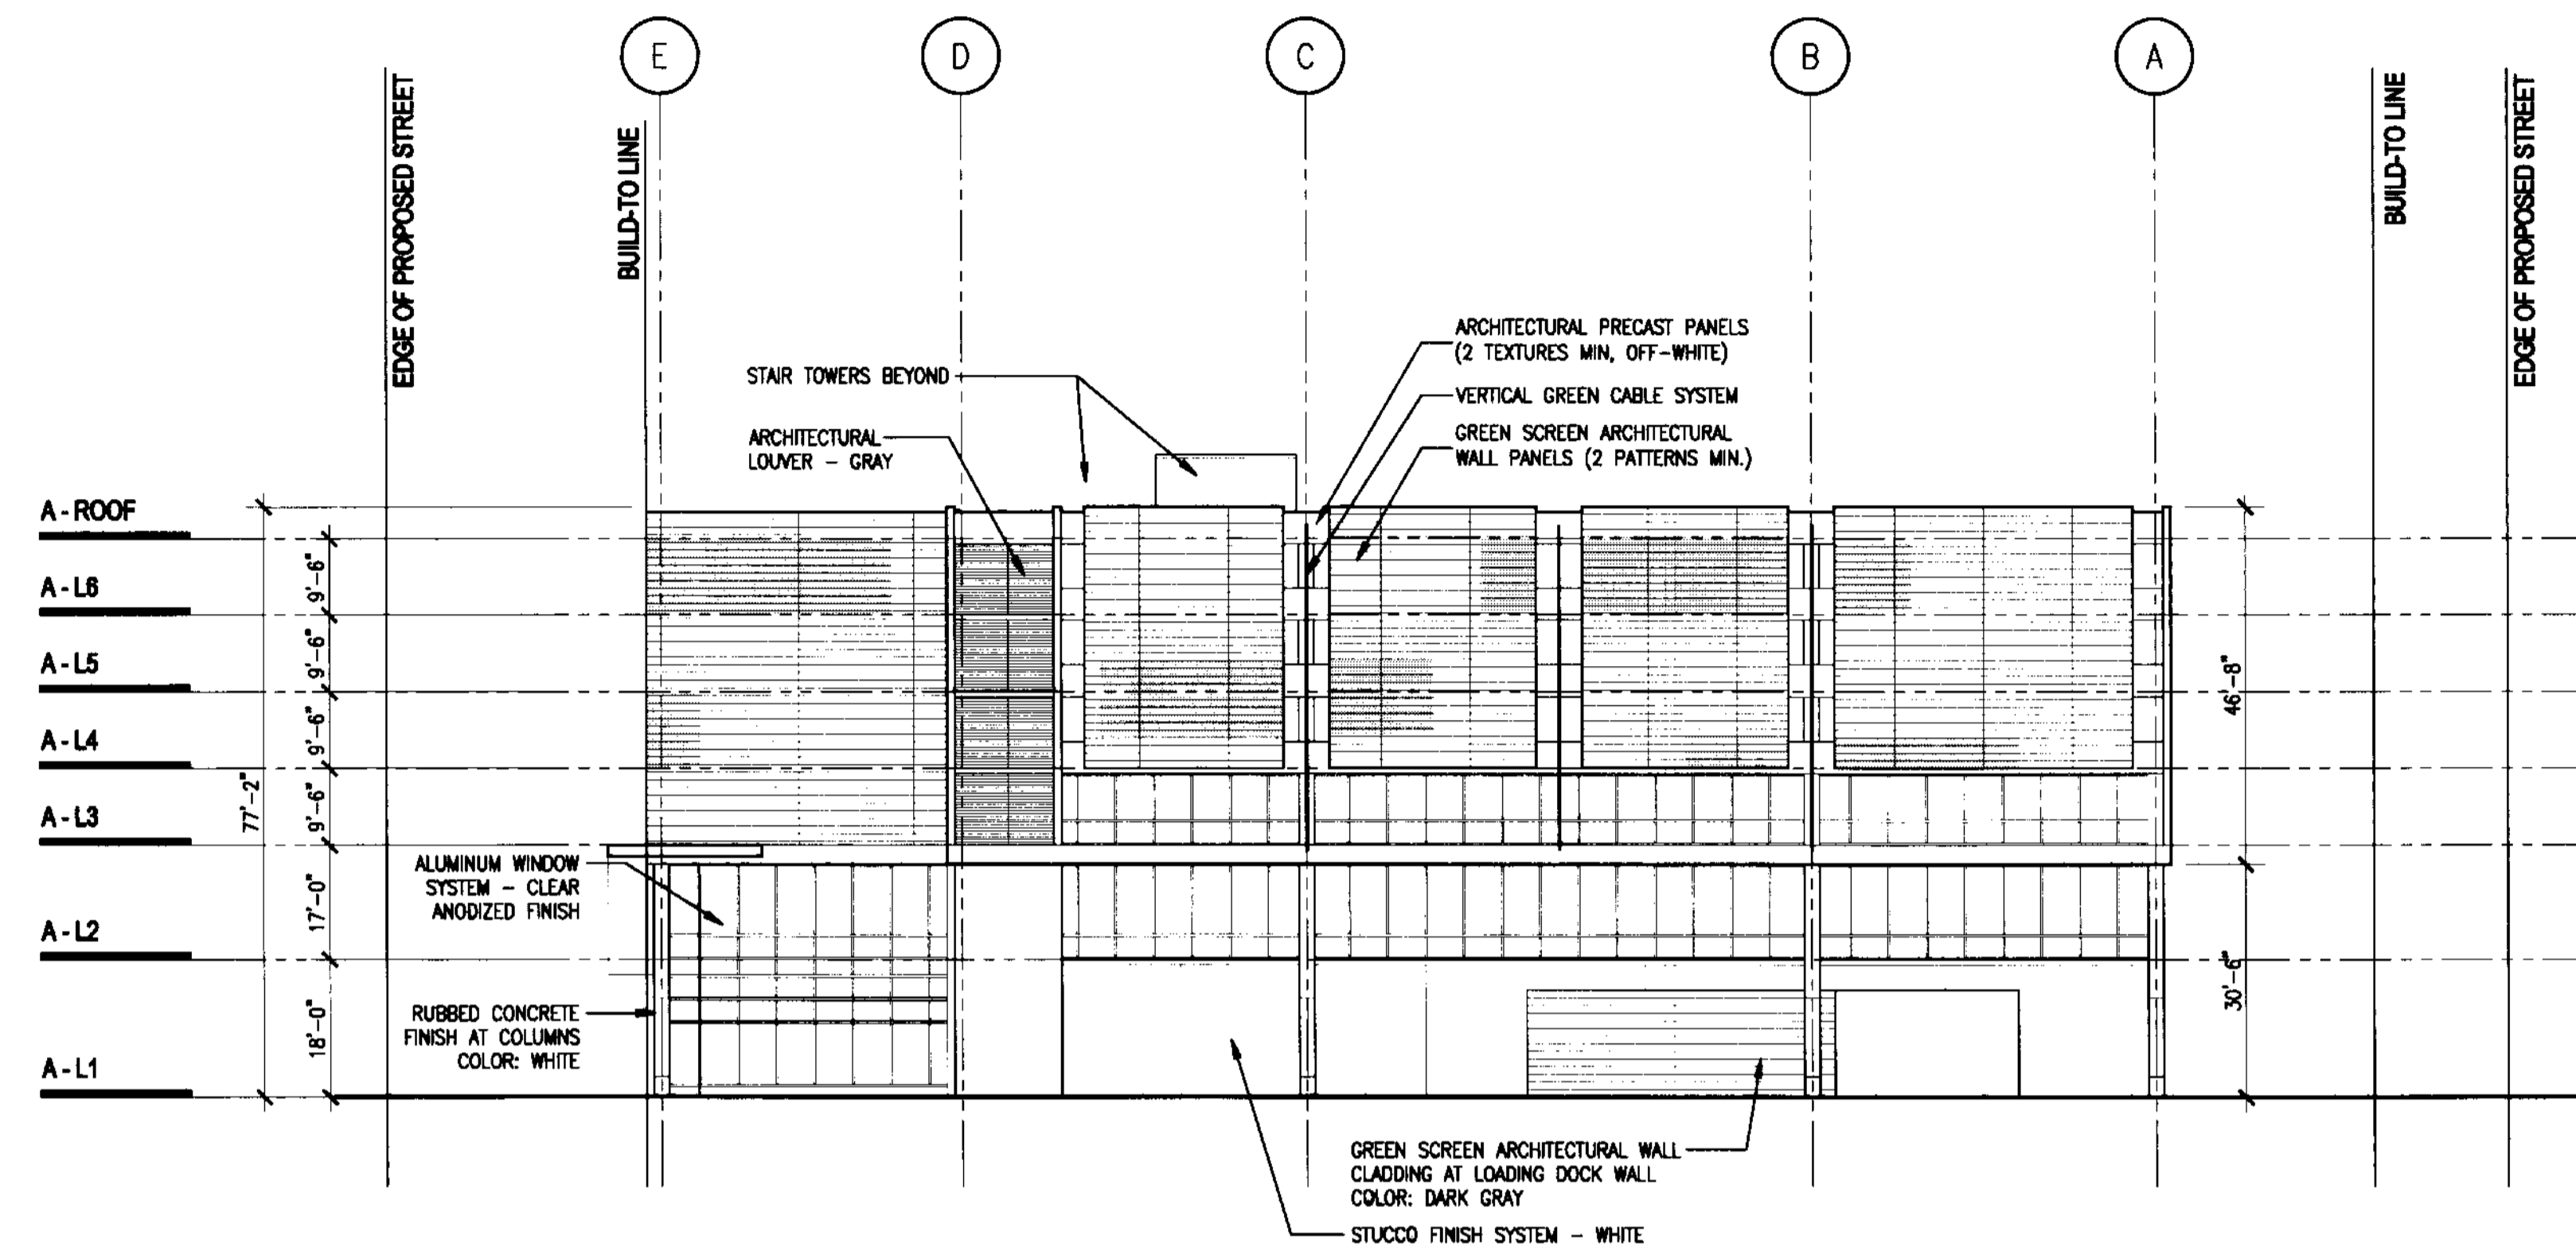 E
D
C
B
A
EDGE OF PROPOSED STREET
BUILD-TO LINE
BUILD-TO LINE
EDGE OF PROPOSED STREET
ARCHITECTURAL PRECAST PANELS
(2 TEXTURES MIN, OFF-WHITE)
STAIR TOWERS BEYOND
VERTICAL GREEN CABLE SYSTEM
ARCHITECTURAL
LOUVER - GRAY
GREEN SCREEN ARCHITECTURAL
WALL PANELS (2 PATTERNS MIN.)
A - ROOF
9'-6"
A - L6
9'-6"
A - L5
9'-6"
A - L4
9'-6"
A - L3
77'-2"
46'-8"
ALUMINUM WINDOW
SYSTEM - CLEAR
ANODIZED FINISH
17'-0"
A - L2
30'-6"
RUBBED CONCRETE
FINISH AT COLUMNS
COLOR: WHITE
18'-0"
A - L1
GREEN SCREEN ARCHITECTURAL WALL
CLADDING AT LOADING DOCK WALL
COLOR: DARK GRAY
STUCCO FINISH SYSTEM - WHITE